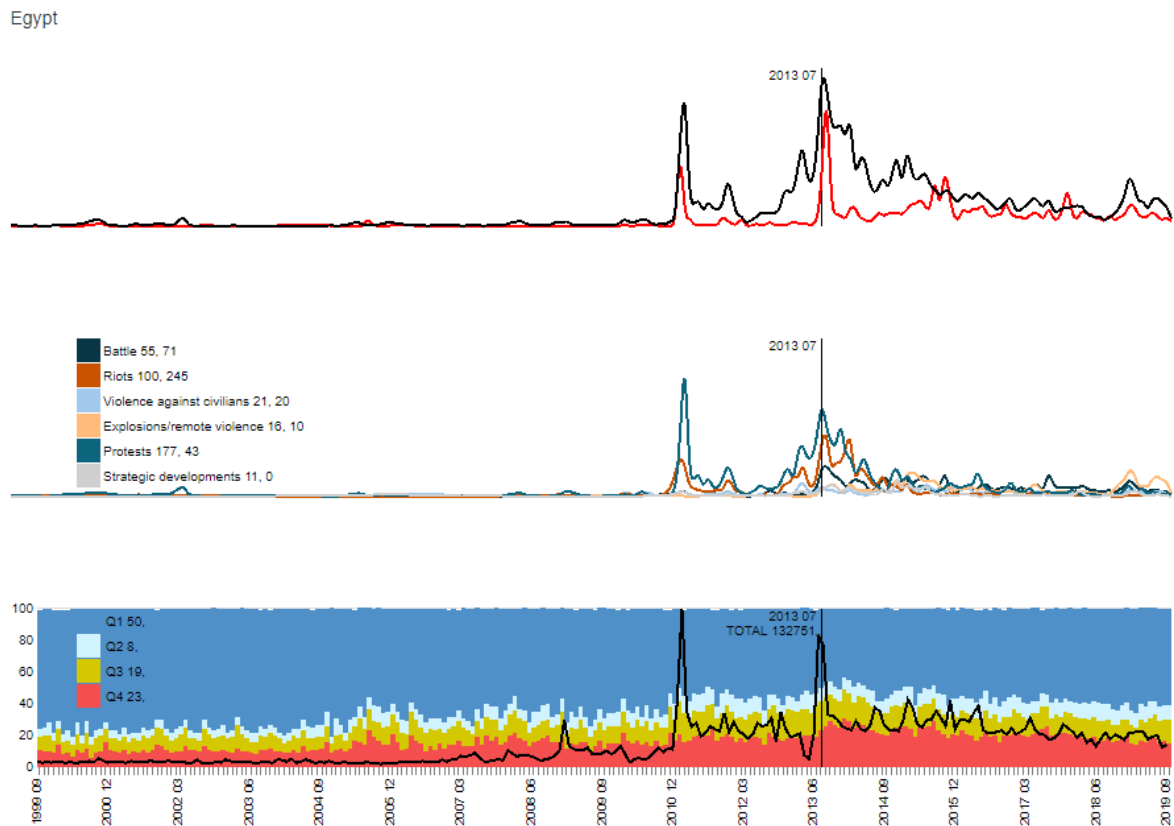 Egypt
2013 07
2013 07
Battle 55, 71
Riots 100, 245
Violence against civilians 21, 20
Explosions/remote violence 16, 10
Protests 177, 43
Strategic developments 11, 0
100
80
60
40
20
0
2013 07
TOTAL 132751
Q1 50,
Q2 8,
Q3 19,
Q4 23,
1999 09
2000 12
2002 03
2003 06
2004 09
2005 12
2007 03
2008 06
2009 09
2010 12
2012 03
2013 06
2014 09
2015 12
2017 03
2018 06
2019 09